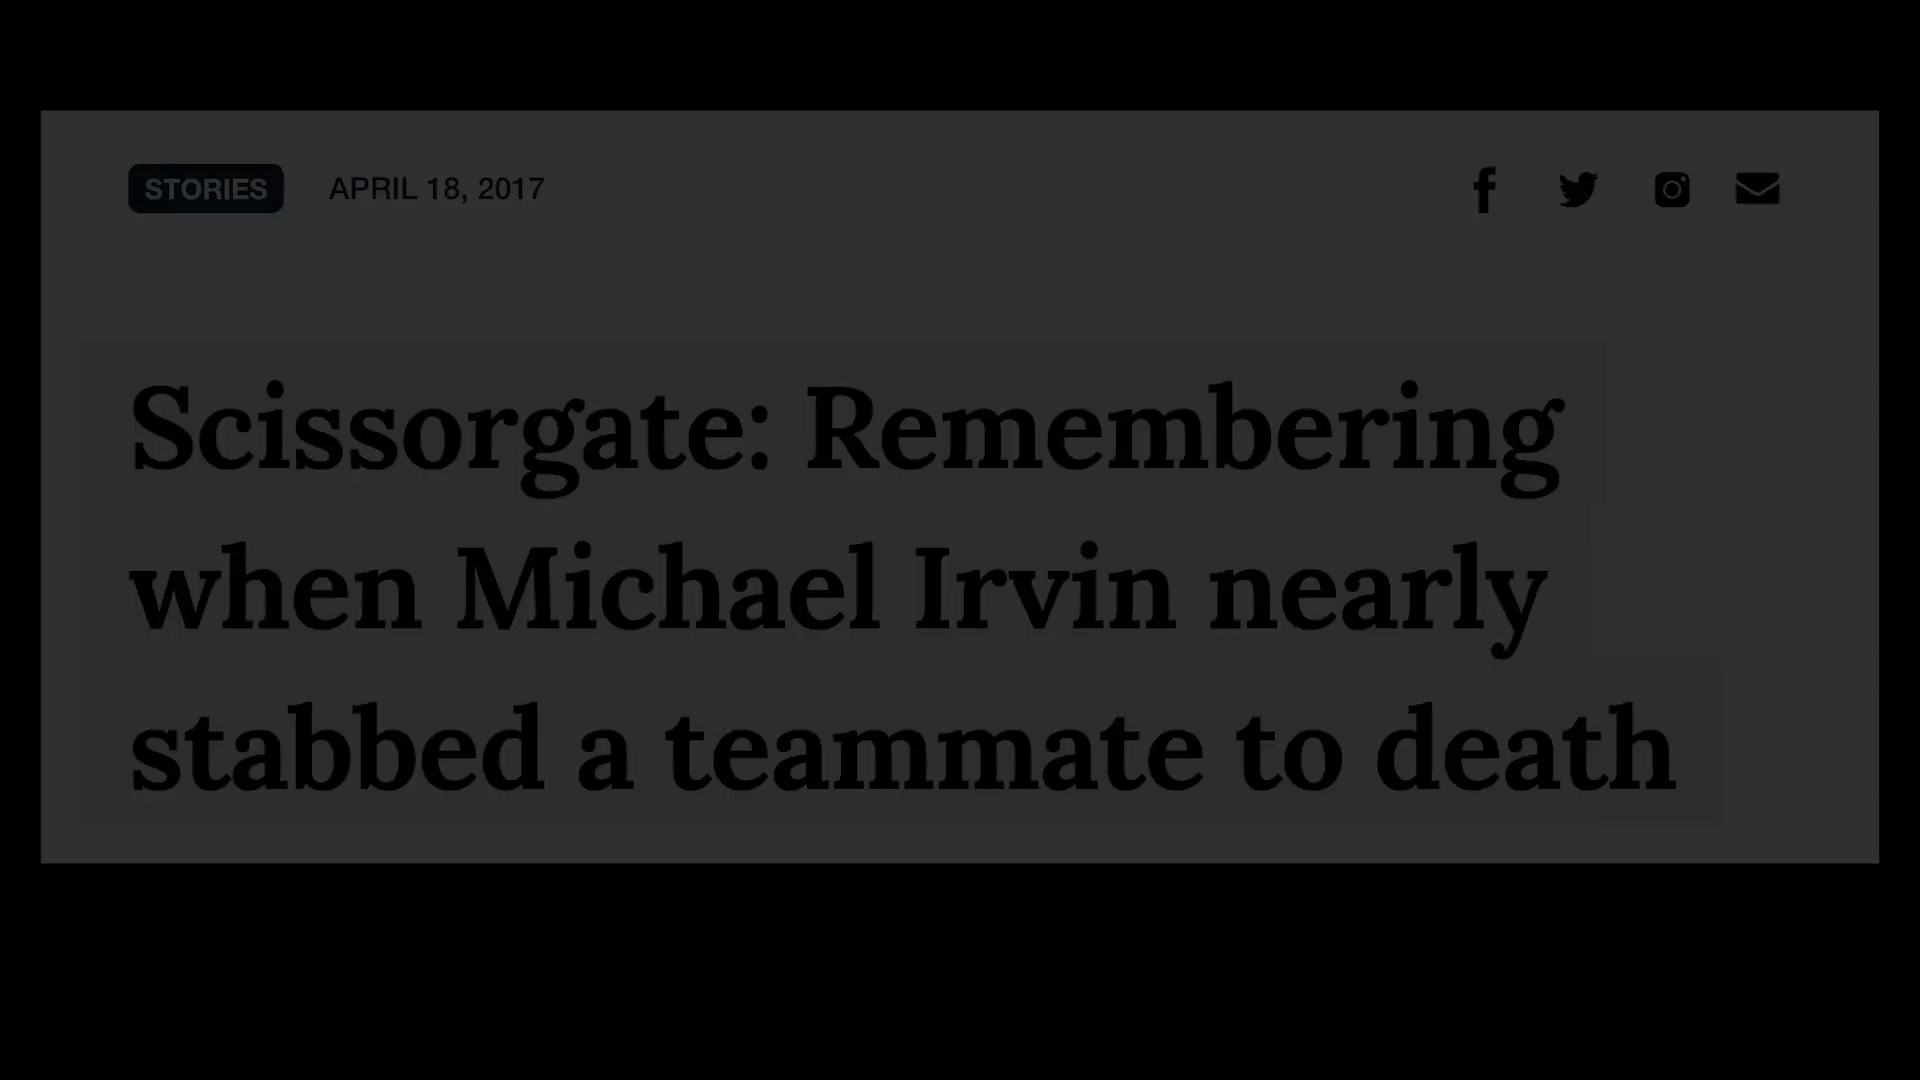 STORIES APRIL 18, 2017
Scissorgate: Remembering
when Michael Irvin nearly
stabbed a teammate to death